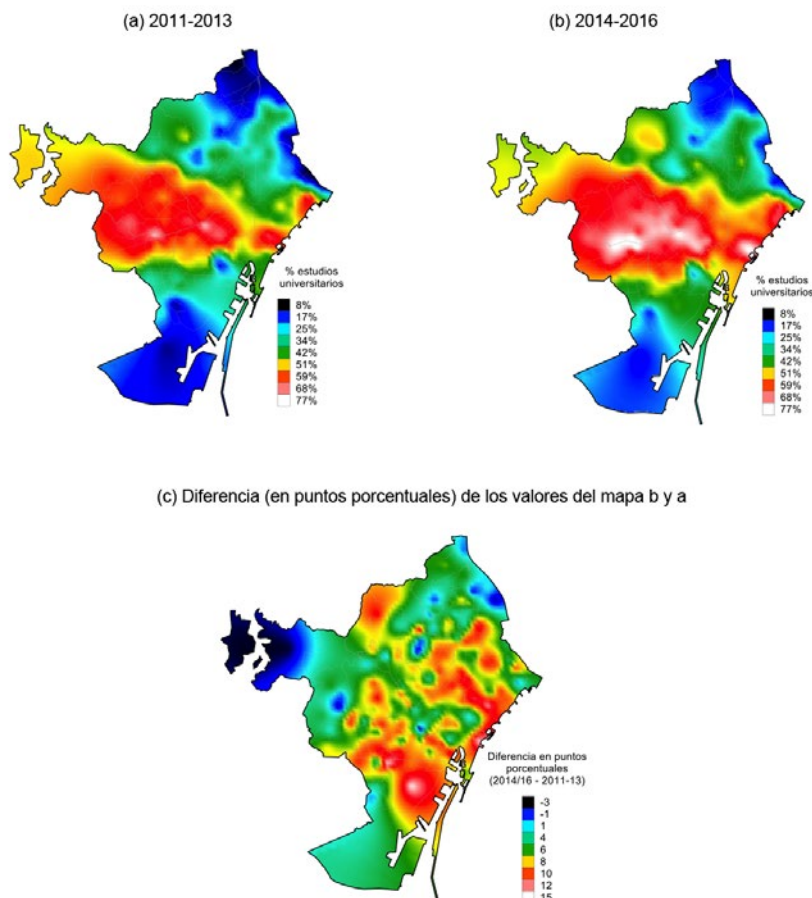 (a) 2011-2013
(b) 2014-2016
% estudios
universitarios
8%
17%
25%
34%
42%
51%
59%
68%
77%
% estudios
universitarios
8%
17%
25%
34%
42%
51%
59%
68%
77%
(c) Diferencia (en puntos porcentuales) de los valores del mapa b y a
Diferencia en puntos
porcentuales
(2014/16 - 2011-13)
-3
-1
1
4
6
8
10
12
15